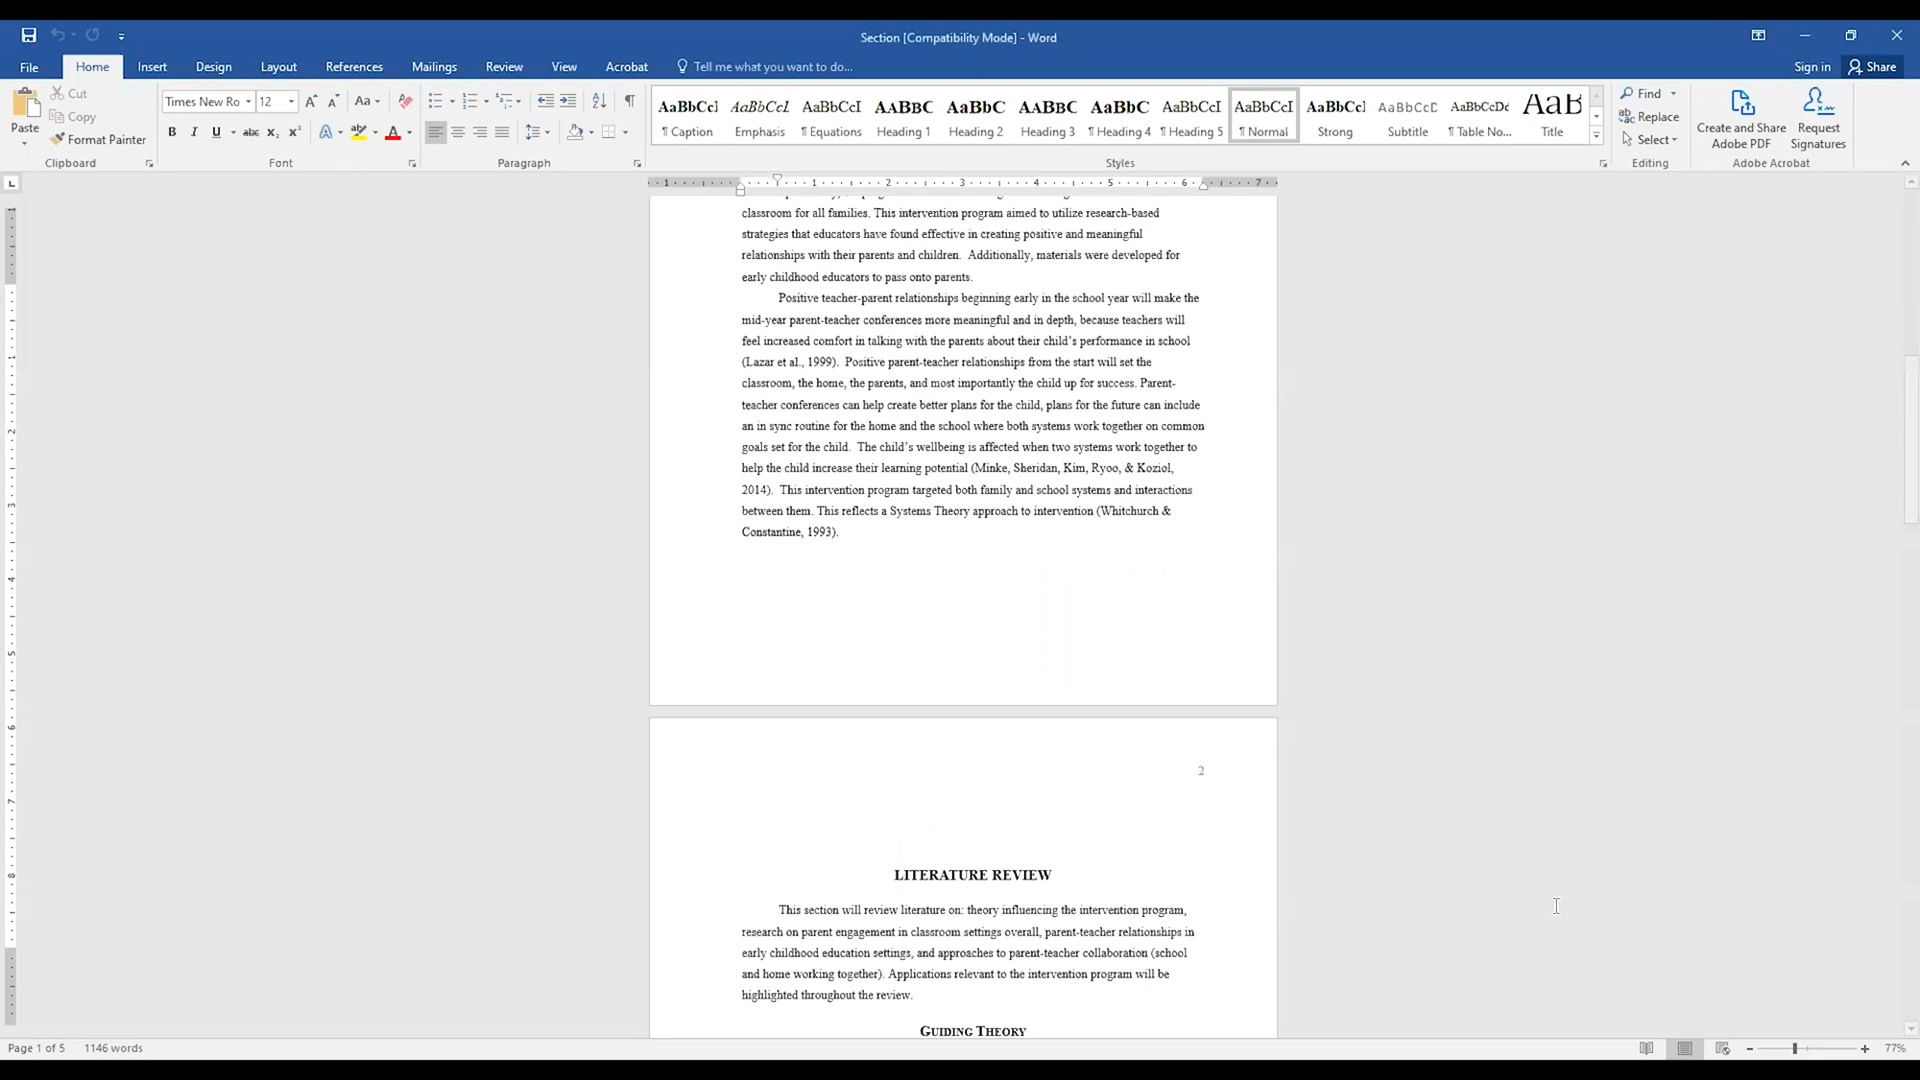 Section [Compatibility Mode] - Word
File Home Insert Design Layout References Mailings Review View Acrobat Tell me what you want to do... Sign in Share
Paste Cut Copy Format Painter
Clipboard
Times New Ro 12 Aa
B I U abc X₂ X² A A
Font
Paragraph
AaBbCcI AaBbCcL AaBbCcI AABBC AaBbC AABBC AaBbC AaBbCcI AaBbCcI AaBbCcI AaBbCcD AaBbCcDd AaB
¶ Caption Emphasis ¶ Equations Heading 1 Heading 2 Heading 3 ¶ Heading 4 ¶ Heading 5 ¶ Normal Strong Subtitle ¶ Table No... Title
Styles
Find
Replace
Select
Editing
Create and Share Adobe PDF
Request Signatures
Adobe Acrobat
1 1 2 3 4 5 6 7
classroom for all families. This intervention program aimed to utilize research-based
strategies that educators have found effective in creating positive and meaningful
relationships with their parents and children.  Additionally, materials were developed for
early childhood educators to pass onto parents.
Positive teacher-parent relationships beginning early in the school year will make the
mid-year parent-teacher conferences more meaningful and in depth, because teachers will
feel increased comfort in talking with the parents about their child’s performance in school
(Lazar et al., 1999).  Positive parent-teacher relationships from the start will set the
classroom, the home, the parents, and most importantly the child up for success. Parent-
teacher conferences can help create better plans for the child, plans for the future can include
an in sync routine for the home and the school where both systems work together on common
goals set for the child.  The child’s wellbeing is affected when two systems work together to
help the child increase their learning potential (Minke, Sheridan, Kim, Ryoo, & Koziol,
2014).  This intervention program targeted both family and school systems and interactions
between them. This reflects a Systems Theory approach to intervention (Whitchurch &
Constantine, 1993).
2
LITERATURE REVIEW
This section will review literature on: theory influencing the intervention program,
research on parent engagement in classroom settings overall, parent-teacher relationships in
early childhood education settings, and approaches to parent-teacher collaboration (school
and home working together). Applications relevant to the intervention program will be
highlighted throughout the review.
GUIDING THEORY
Page 1 of 5 1146 words
77%